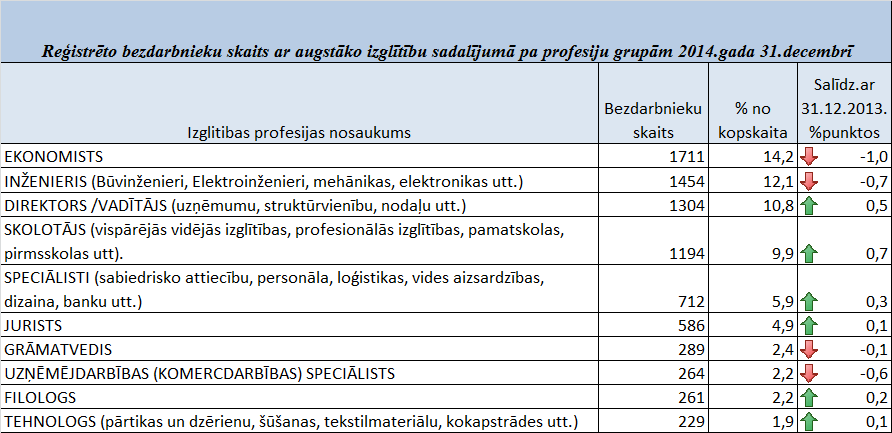 Reģistrēto bezdarbnieku skaits ar augstāko izglītību sadalījumā pa profesiju grupām 2014.gada 31.decembrī
Izglitibas profesijas nosaukums
Bezdarbnieku
skaits
% no
kopskaita
Salīdz.ar
31.12.2013.
%punktos
EKONOMISTS 1711 14,2 -1,0
INŽENIERIS (Būvinženieri, Elektroinženieri, mehānikas, elektronikas utt.) 1454 12,1 -0,7
DIREKTORS /VADĪTĀJS (uzņēmumu, struktūrvienību, nodaļu utt.) 1304 10,8 0,5
SKOLOTĀJS (vispārējās vidējās izglītības, profesionālās izglītības, pamatskolas,
pirmsskolas utt). 1194 9,9 0,7
SPECIĀLISTI (sabiedrisko attiecību, personāla, loģistikas, vides aizsardzības,
dizaina, banku utt.) 712 5,9 0,3
JURISTS 586 4,9 0,1
GRĀMATVEDIS 289 2,4 -0,1
UZŅĒMĒJDARBĪBAS (KOMERCDARBĪBAS) SPECIĀLISTS 264 2,2 -0,6
FILOLOGS 261 2,2 0,2
TEHNOLOGS (pārtikas un dzērienu, šūšanas, tekstilmateriālu, kokapstrādes utt.) 229 1,9 0,1